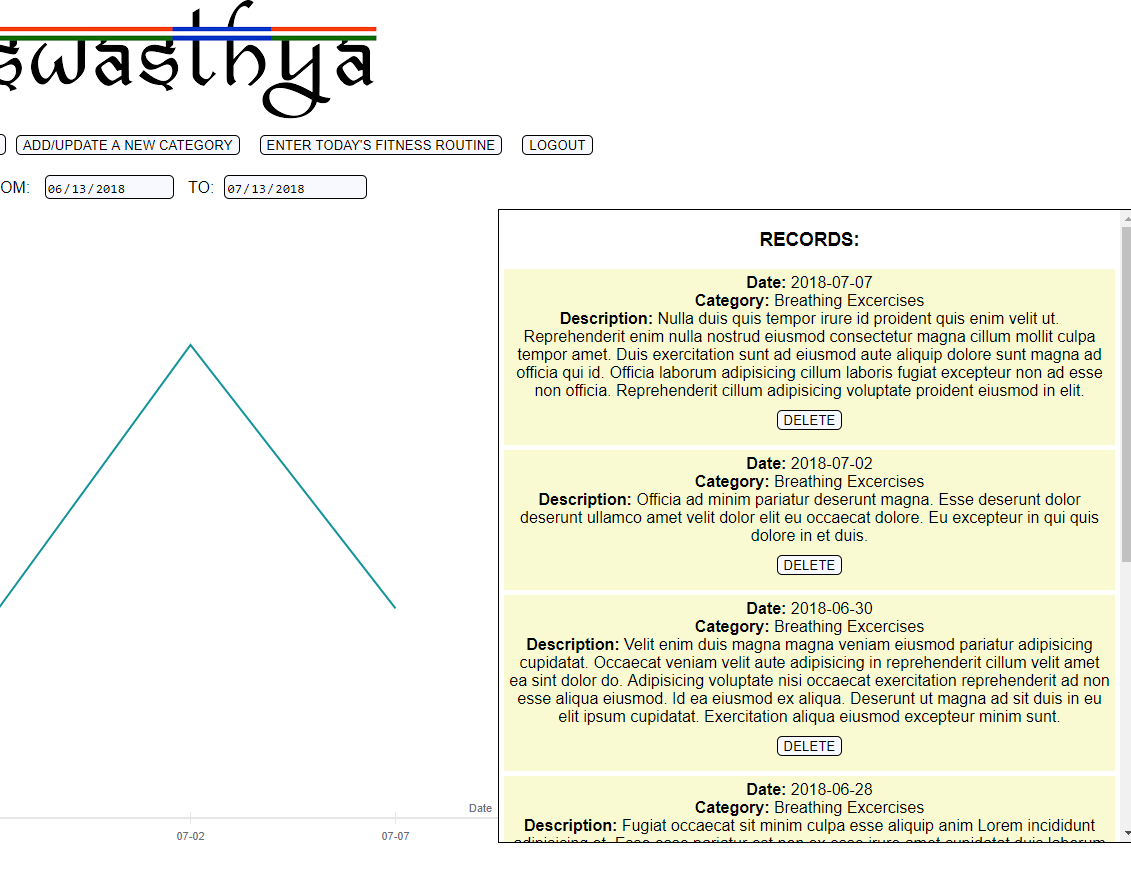 swasthya
ADD/UPDATE A NEW CATEGORY ENTER TODAY'S FITNESS ROUTINE LOGOUT
OM: 06/13/2018 TO: 07/13/2018
RECORDS:
Date: 2018-07-07
Category: Breathing Excercises
Description: Nulla duis quis tempor irure id proident quis enim velit ut.
Reprehenderit enim nulla nostrud eiusmod consectetur magna cillum mollit culpa
tempor amet. Duis exercitation sunt ad eiusmod aute aliquip dolore sunt magna ad
officia qui id. Officia laborum adipisicing cillum laboris fugiat excepteur non ad esse
non officia. Reprehenderit cillum adipisicing voluptate proident eiusmod in elit.
DELETE
Date: 2018-07-02
Category: Breathing Excercises
Description: Officia ad minim pariatur deserunt magna. Esse deserunt dolor
deserunt ullamco amet velit dolor elit eu occaecat dolore. Eu excepteur in qui quis
dolore in et duis.
DELETE
Date: 2018-06-30
Category: Breathing Excercises
Description: Velit enim duis magna magna veniam eiusmod pariatur adipisicing
cupidatat. Occaecat veniam velit aute adipisicing in reprehenderit cillum velit amet
ea sint dolor do. Adipisicing voluptate nisi occaecat exercitation reprehenderit ad non
esse aliqua eiusmod. Id ea eiusmod ex aliqua. Deserunt ut magna ad sit duis in eu
elit ipsum cupidatat. Exercitation aliqua eiusmod excepteur minim sunt.
DELETE
Date: 2018-06-28
Category: Breathing Excercises
Description: Fugiat occaecat sit minim culpa esse aliquip anim Lorem incididunt
Date
07-02 07-07